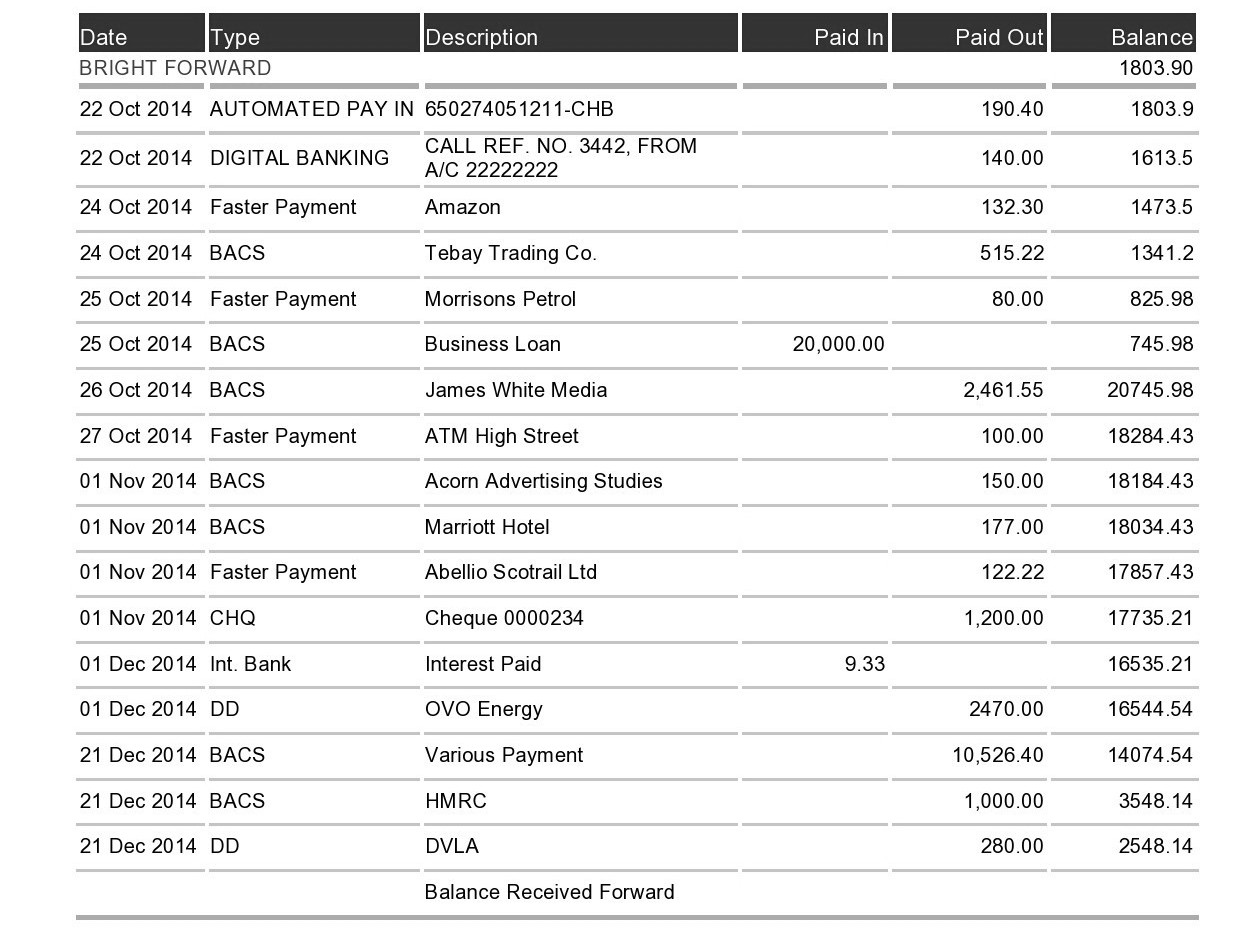 Date Type Description Paid In Paid Out Balance
BRIGHT FORWARD 1803.90
22 Oct 2014 AUTOMATED PAY IN 650274051211-CHB 190.40 1803.9
22 Oct 2014 DIGITAL BANKING CALL REF. NO. 3442, FROM
A/C 22222222 140.00 1613.5
24 Oct 2014 Faster Payment Amazon 132.30 1473.5
24 Oct 2014 BACS Tebay Trading Co. 515.22 1341.2
25 Oct 2014 Faster Payment Morrisons Petrol 80.00 825.98
25 Oct 2014 BACS Business Loan 20,000.00 745.98
26 Oct 2014 BACS James White Media 2,461.55 20745.98
27 Oct 2014 Faster Payment ATM High Street 100.00 18284.43
01 Nov 2014 BACS Acorn Advertising Studies 150.00 18184.43
01 Nov 2014 BACS Marriott Hotel 177.00 18034.43
01 Nov 2014 Faster Payment Abellio Scotrail Ltd 122.22 17857.43
01 Nov 2014 CHQ Cheque 0000234 1,200.00 17735.21
01 Dec 2014 Int. Bank Interest Paid 9.33 16535.21
01 Dec 2014 DD OVO Energy 2470.00 16544.54
21 Dec 2014 BACS Various Payment 10,526.40 14074.54
21 Dec 2014 BACS HMRC 1,000.00 3548.14
21 Dec 2014 DD DVLA 280.00 2548.14
Balance Received Forward